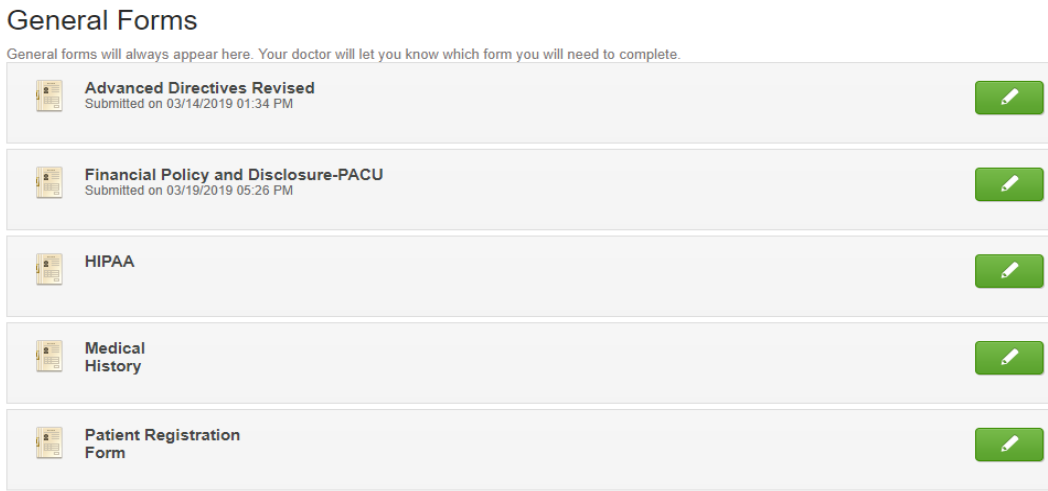 General Forms
General forms will always appear here. Your doctor will let you know which form you will need to complete.
Advanced Directives Revised
Submitted on 03/14/2019 01:34 PM
Financial Policy and Disclosure-PACU
Submitted on 03/19/2019 05:26 PM
HIPAA
Medical
History
Patient Registration
Form